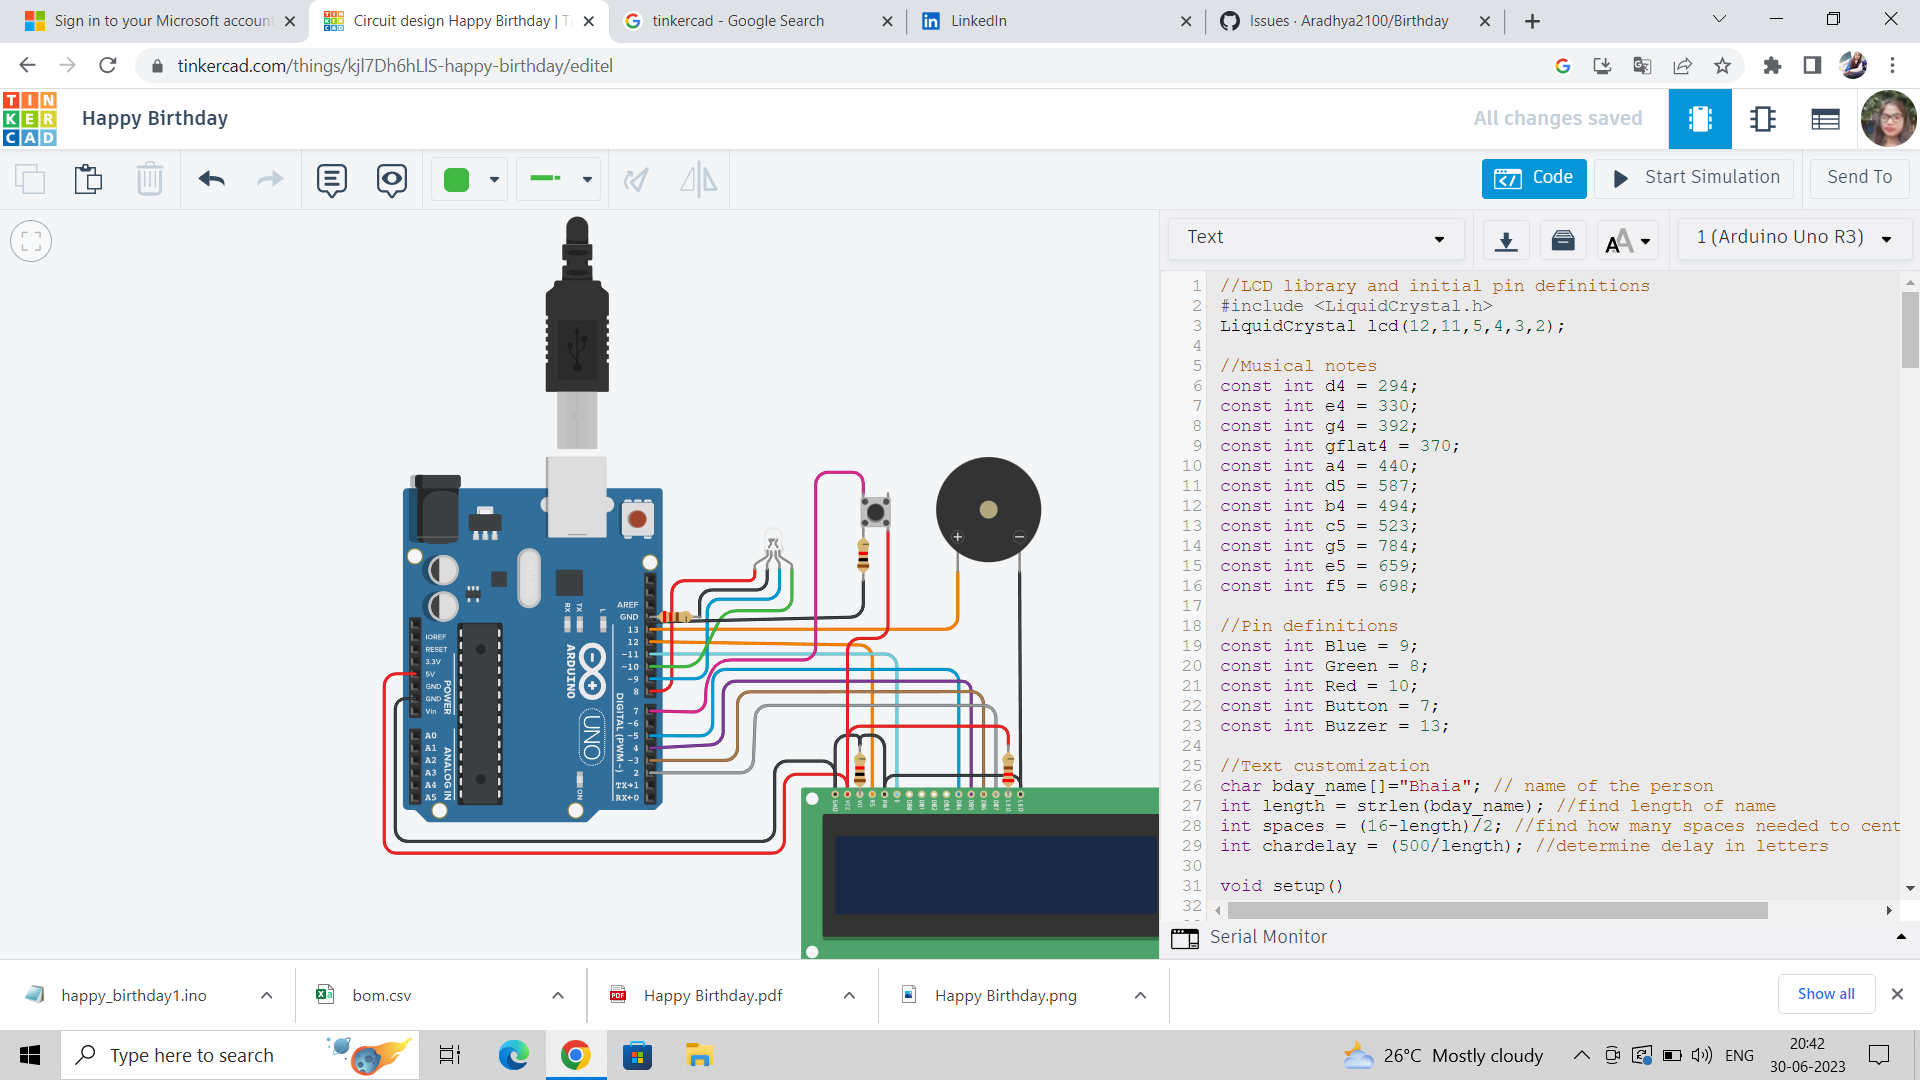 Sign in to your Microsoft account
Circuit design Happy Birthday | Ti
tinkercad - Google Search
LinkedIn
Issues · Aradhya2100/Birthday
tinkercad.com/things/kjl7Dh6hLlS-happy-birthday/editel
TIN
KER
CAD
Happy Birthday
All changes saved
Code
Start Simulation
Send To
Text
1 (Arduino Uno R3)
1 //LCD library and initial pin definitions
2 #include <LiquidCrystal.h>
3 LiquidCrystal lcd(12,11,5,4,3,2);
4
5 //Musical notes
6 const int d4 = 294;
7 const int e4 = 330;
8 const int g4 = 392;
9 const int gflat4 = 370;
10 const int a4 = 440;
11 const int d5 = 587;
12 const int b4 = 494;
13 const int c5 = 523;
14 const int g5 = 784;
15 const int e5 = 659;
16 const int f5 = 698;
17
18 //Pin definitions
19 const int Blue = 9;
20 const int Green = 8;
21 const int Red = 10;
22 const int Button = 7;
23 const int Buzzer = 13;
24
25 //Text customization
26 char bday_name[]="Bhaia"; // name of the person
27 int length = strlen(bday_name); //find length of name
28 int spaces = (16-length)/2; //find how many spaces needed to cent
29 int chardelay = (500/length); //determine delay in letters
30
31 void setup()
32
Serial Monitor
AREF
GND
13
12
~11
~10
~9
8
7
~6
~5
4
~3
2
TX→1
RX←0
IOREF
RESET
3.3V
5V
GND
GND
Vin
A0
A1
A2
A3
A4
A5
POWER
ANALOG IN
DIGITAL (PWM~)
ARDUINO
UNO
RX
TX
L
ON
happy_birthday1.ino
bom.csv
Happy Birthday.pdf
Happy Birthday.png
Show all
Type here to search
26°C Mostly cloudy
ENG
20:42
30-06-2023